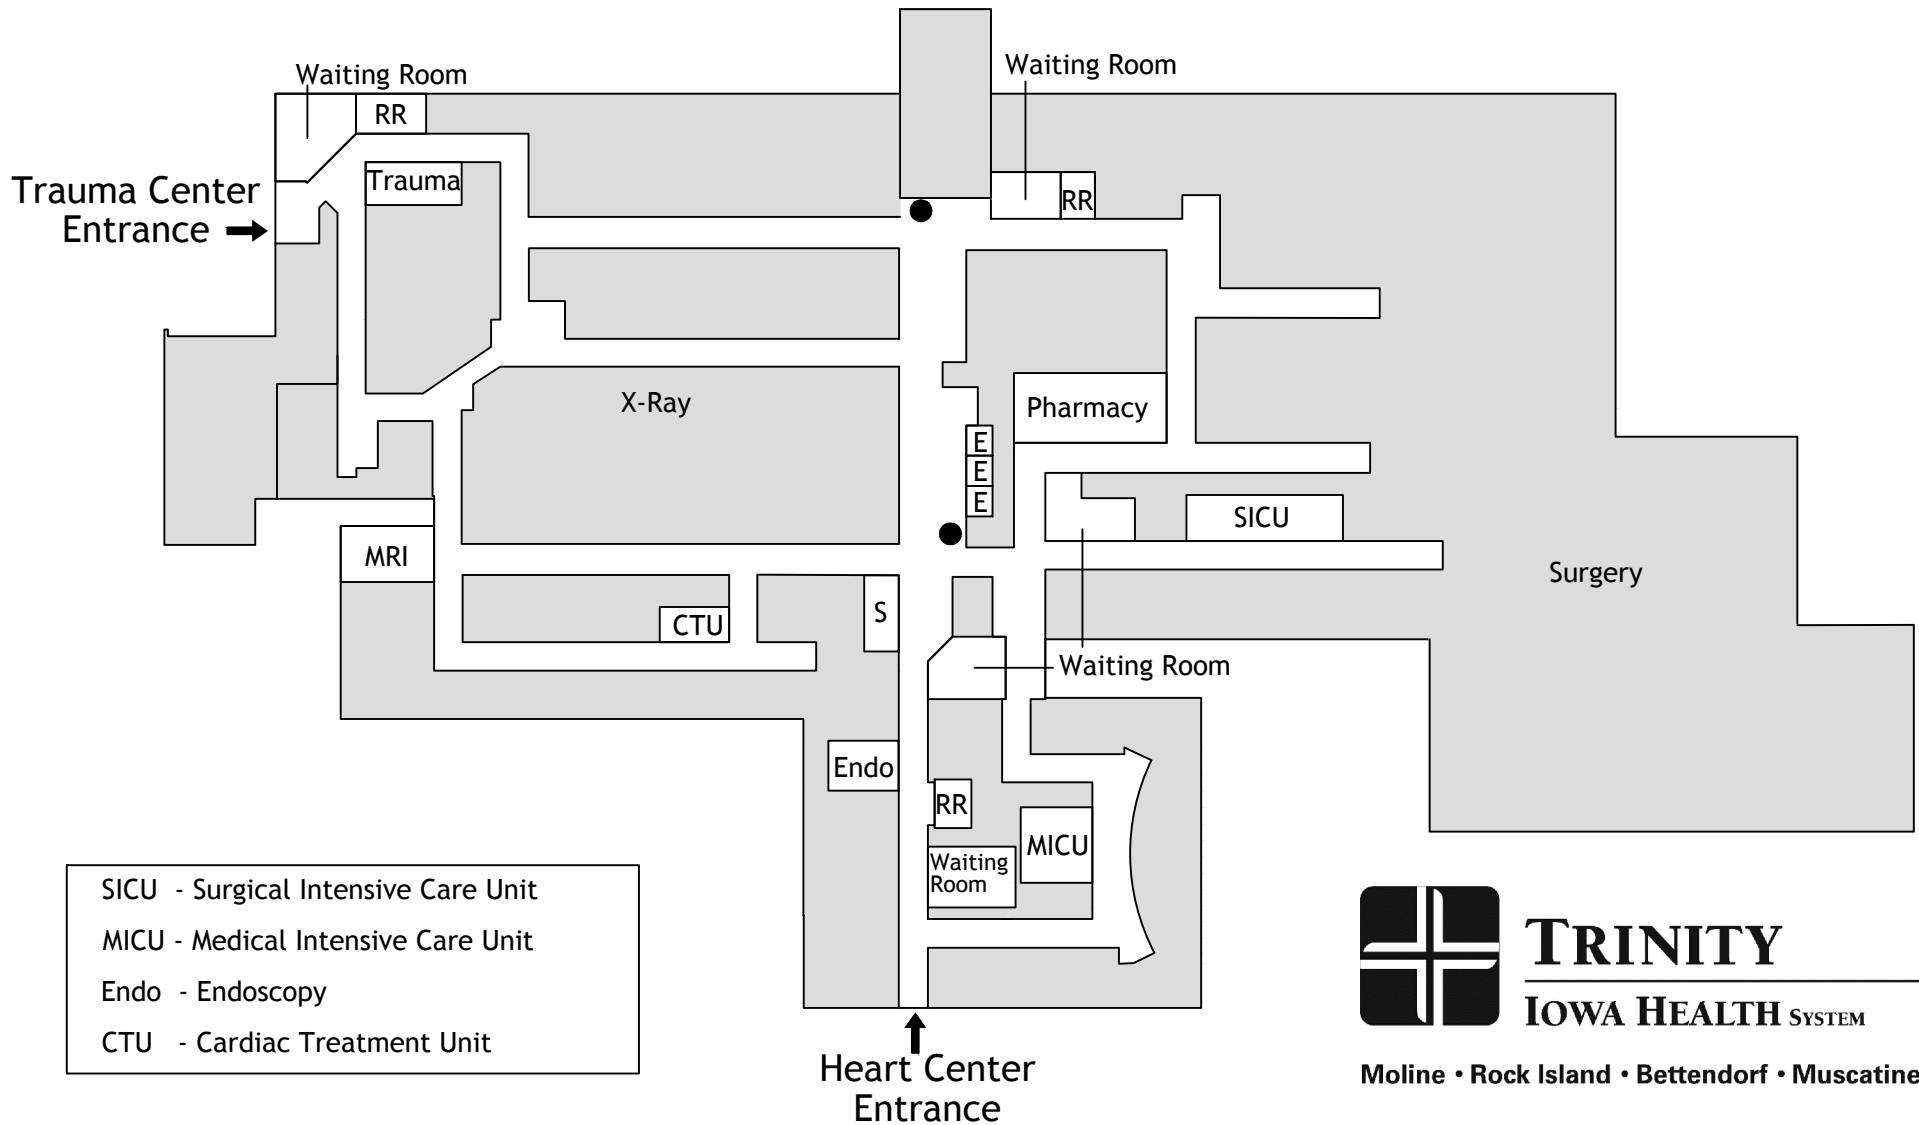 Waiting Room
Waiting Room
RR
Trauma
RR
Trauma Center
Entrance
X-Ray
Pharmacy
E
E
E
SICU
MRI
Surgery
S
CTU
Waiting Room
Endo
RR
MICU
Waiting
Room
SICU - Surgical Intensive Care Unit
MICU - Medical Intensive Care Unit
Endo - Endoscopy
CTU - Cardiac Treatment Unit
Heart Center
Entrance
TRINITY
IOWA HEALTH SYSTEM
Moline • Rock Island • Bettendorf • Muscatine